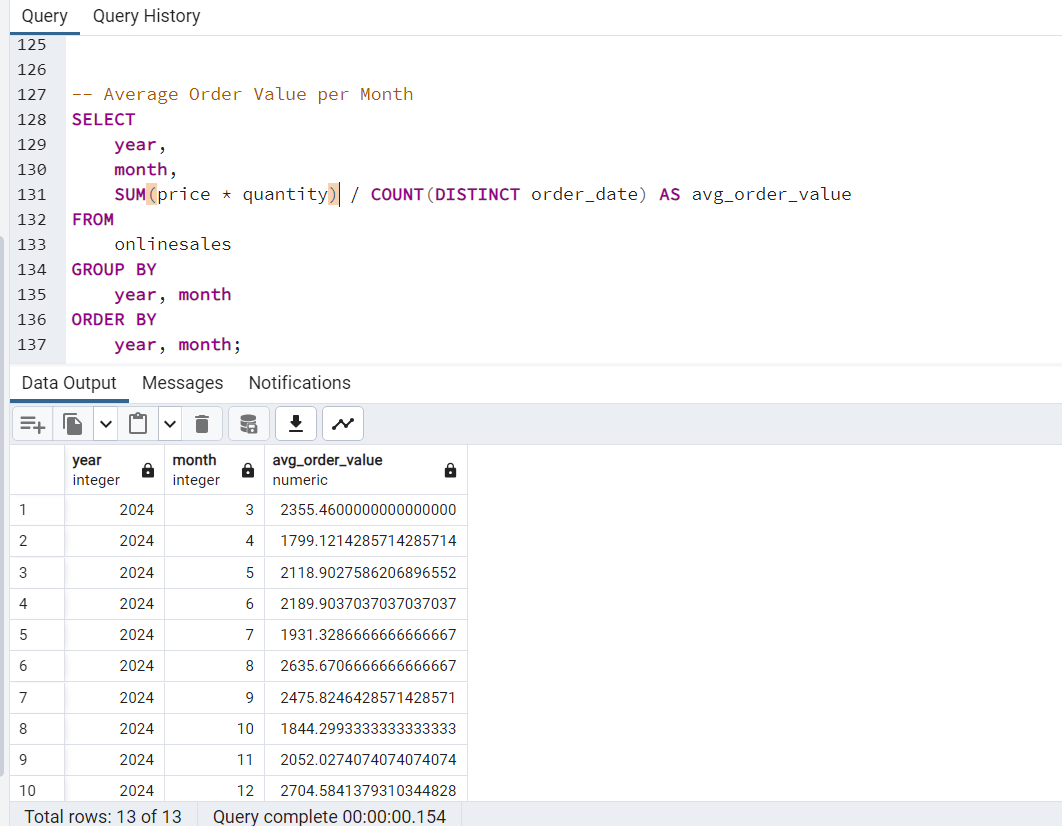 Query Query History
125
126
127 -- Average Order Value per Month
128 SELECT
129 year,
130 month,
131 SUM(price * quantity) / COUNT(DISTINCT order_date) AS avg_order_value
132 FROM
133 onlinesales
134 GROUP BY
135 year, month
136 ORDER BY
137 year, month;
Data Output Messages Notifications
year month avg_order_value
integer integer numeric
1 2024 3 2355.4600000000000000
2 2024 4 1799.1214285714285714
3 2024 5 2118.9027586206896552
4 2024 6 2189.9037037037037037
5 2024 7 1931.3286666666666667
6 2024 8 2635.6706666666666667
7 2024 9 2475.8246428571428571
8 2024 10 1844.2993333333333333
9 2024 11 2052.0274074074074074
10 2024 12 2704.5841379310344828
Total rows: 13 of 13 Query complete 00:00:00.154